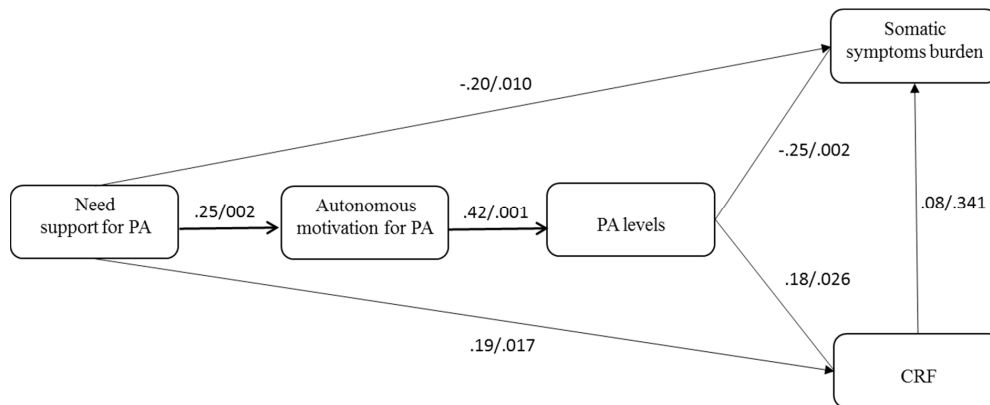 Somatic
symptoms burden
-.20/.010
-.25/.002
Need
support for PA
.25/002
Autonomous
motivation for PA
.42/.001
PA levels
.08/.341
.18/.026
.19/.017
CRF